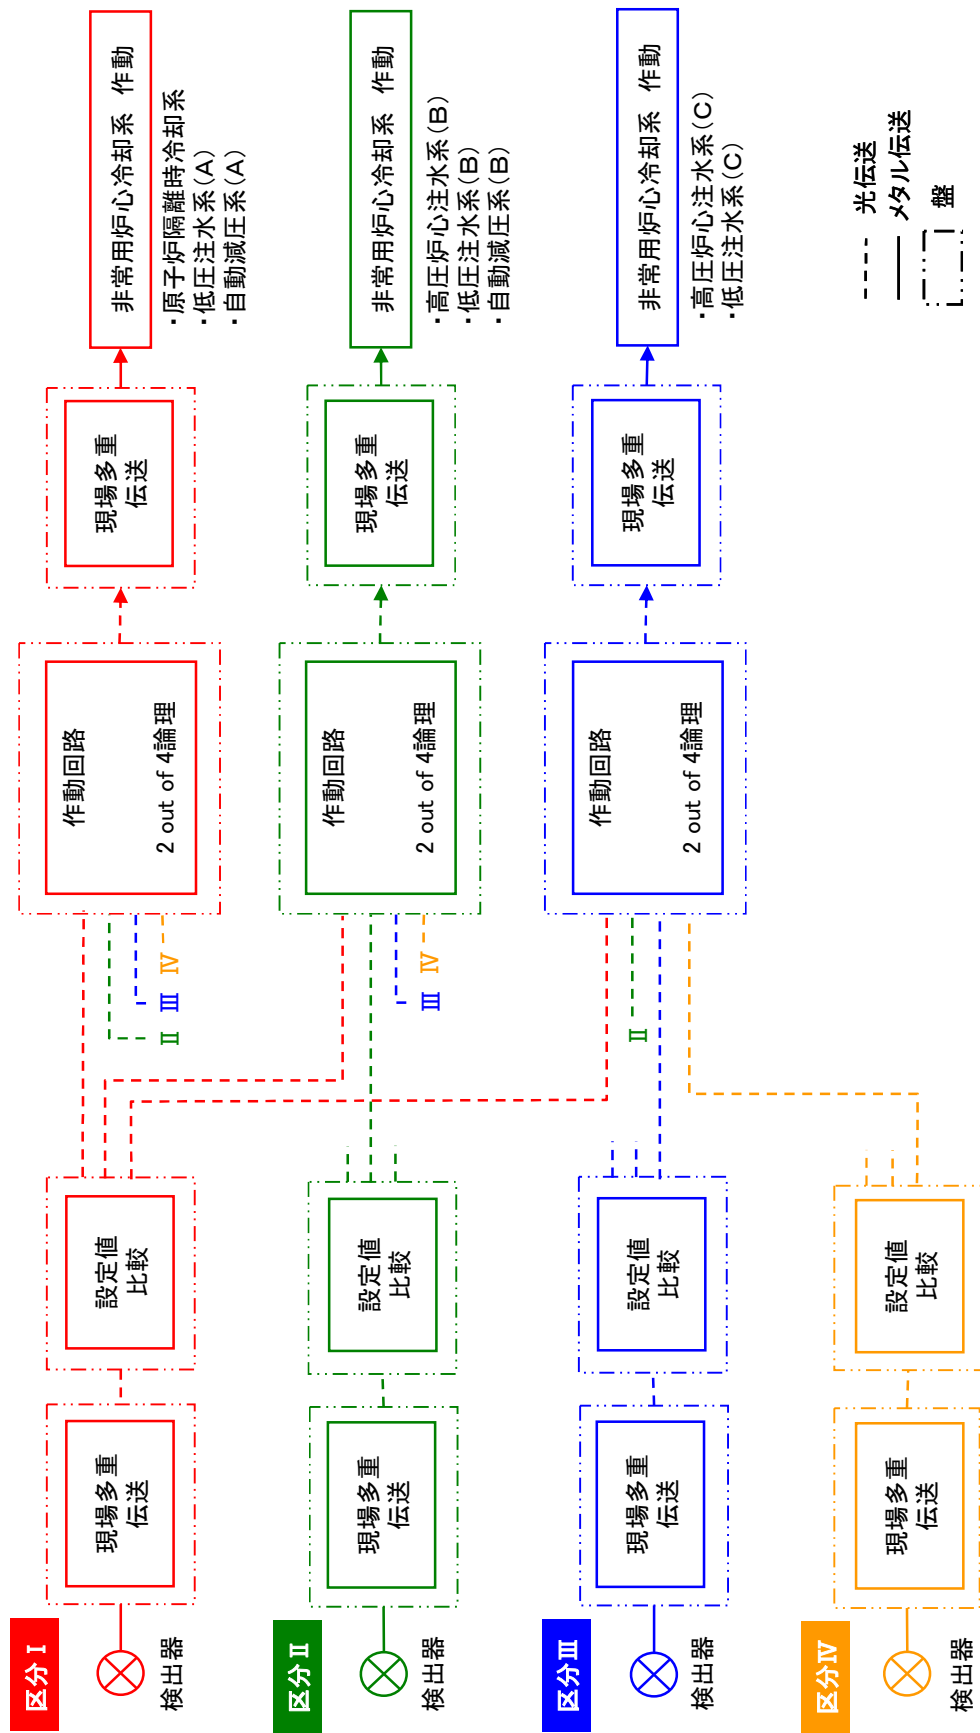 区分Ⅰ
検出器
現場多重
伝送
設定値
比較
Ⅱ
Ⅲ
Ⅳ
作動回路
2 out of 4論理
現場多重
伝送
非常用炉心冷却系 作動
・原子炉隔離時冷却系
・低圧注水系(A)
・自動減圧系(A)
区分Ⅱ
検出器
現場多重
伝送
設定値
比較
Ⅲ
Ⅳ
作動回路
2 out of 4論理
現場多重
伝送
非常用炉心冷却系 作動
・高圧炉心注水系(B)
・低圧注水系(B)
・自動減圧系(B)
区分Ⅲ
検出器
現場多重
伝送
設定値
比較
Ⅱ
作動回路
2 out of 4論理
現場多重
伝送
非常用炉心冷却系 作動
・高圧炉心注水系(C)
・低圧注水系(C)
区分Ⅳ
検出器
現場多重
伝送
設定値
比較
光伝送
メタル伝送
盤